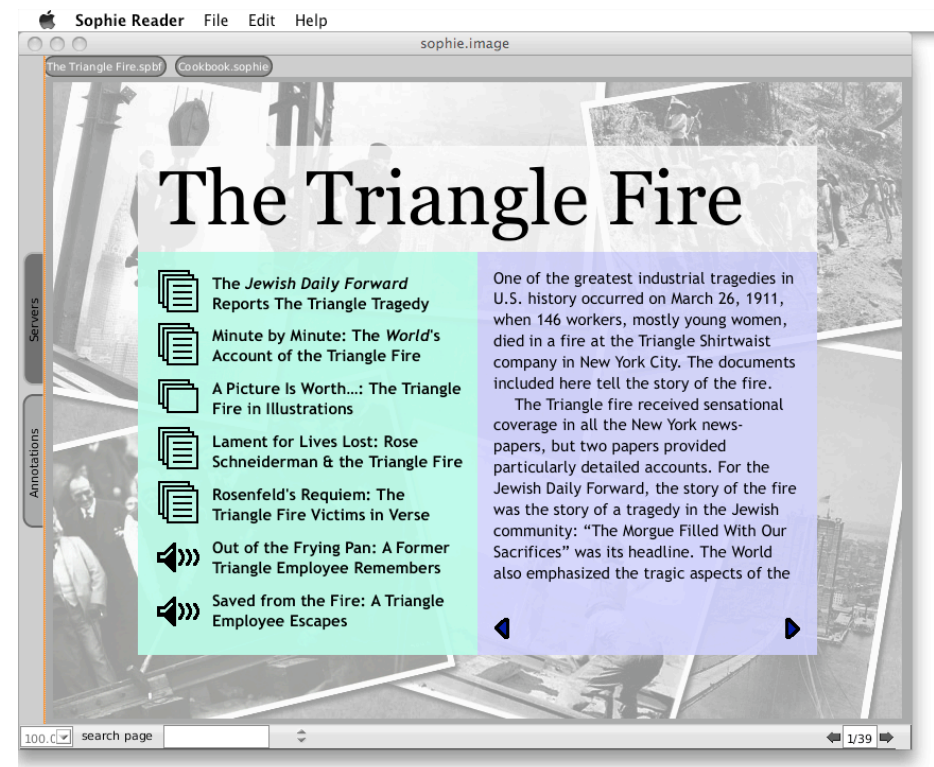 Sophie Reader File Edit Help
sophie.image
The Triangle Fire.spbf Cookbook.sophie
The Triangle Fire
The Jewish Daily Forward
Reports The Triangle Tragedy
Minute by Minute: The World's
Account of the Triangle Fire
A Picture Is Worth...: The Triangle
Fire in Illustrations
Lament for Lives Lost: Rose
Schneiderman & the Triangle Fire
Rosenfeld's Requiem: The
Triangle Fire Victims in Verse
Out of the Frying Pan: A Former
Triangle Employee Remembers
Saved from the Fire: A Triangle
Employee Escapes
One of the greatest industrial tragedies in
U.S. history occurred on March 26, 1911,
when 146 workers, mostly young women,
died in a fire at the Triangle Shirtwaist
company in New York City. The documents
included here tell the story of the fire.
The Triangle fire received sensational
coverage in all the New York news-
papers, but two papers provided
particularly detailed accounts. For the
Jewish Daily Forward, the story of the fire
was the story of a tragedy in the Jewish
community: “The Morgue Filled With Our
Sacrifices” was its headline. The World
also emphasized the tragic aspects of the
Servers
Annotations
100.0 search page
1/39